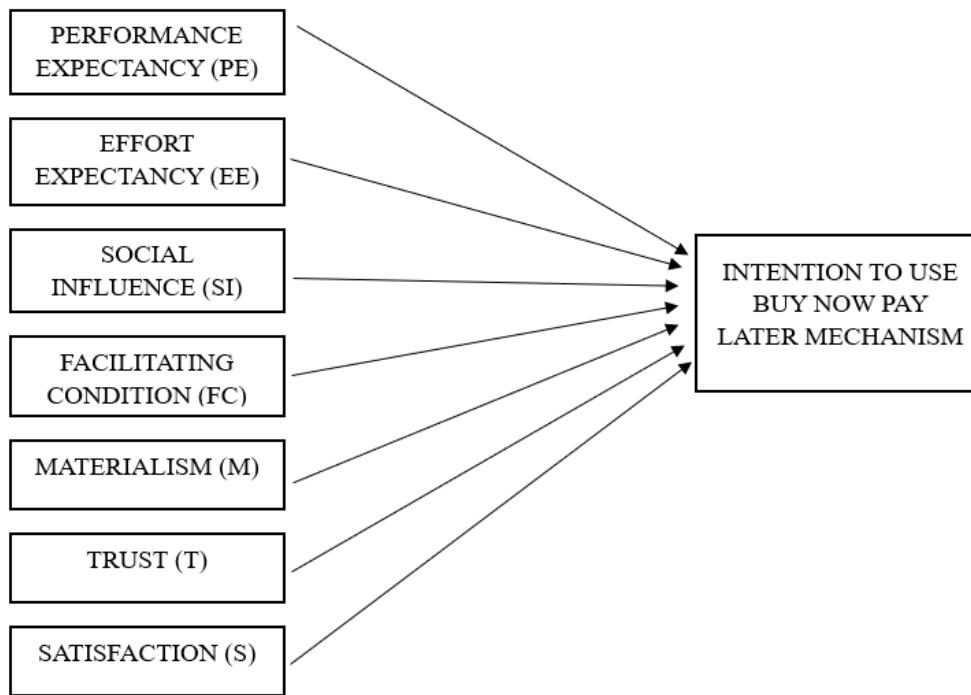 PERFORMANCE
EXPECTANCY (PE)
EFFORT
EXPECTANCY (EE)
SOCIAL
INFLUENCE (SI)
FACILITATING
CONDITION (FC)
MATERIALISM (M)
TRUST (T)
SATISFACTION (S)
INTENTION TO USE
BUY NOW PAY
LATER MECHANISM